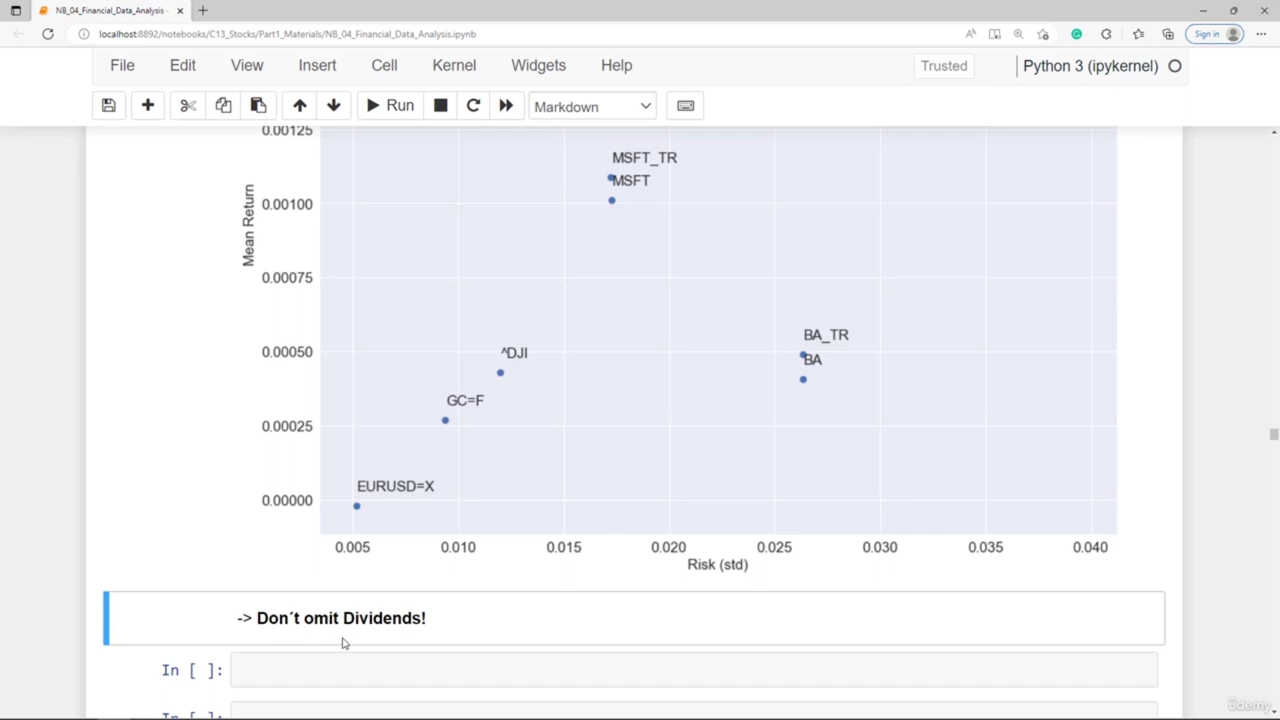 NB_04_Financial_Data_Analysis -
localhost:8892/notebooks/C13_Stocks/Part1_Materials/NB_04_Financial_Data_Analysis.ipynb
Sign in
File Edit View Insert Cell Kernel Widgets Help Trusted Python 3 (ipykernel)
Run Markdown
0.00125
MSFT_TR
MSFT
0.00100
Mean Return
0.00075
BA_TR
0.00050
^DJI
BA
GC=F
0.00025
EURUSD=X
0.00000
0.005 0.010 0.015 0.020 0.025 0.030 0.035 0.040
Risk (std)
-> Don´t omit Dividends!
In [ ]:
In [ ]:
Udemy